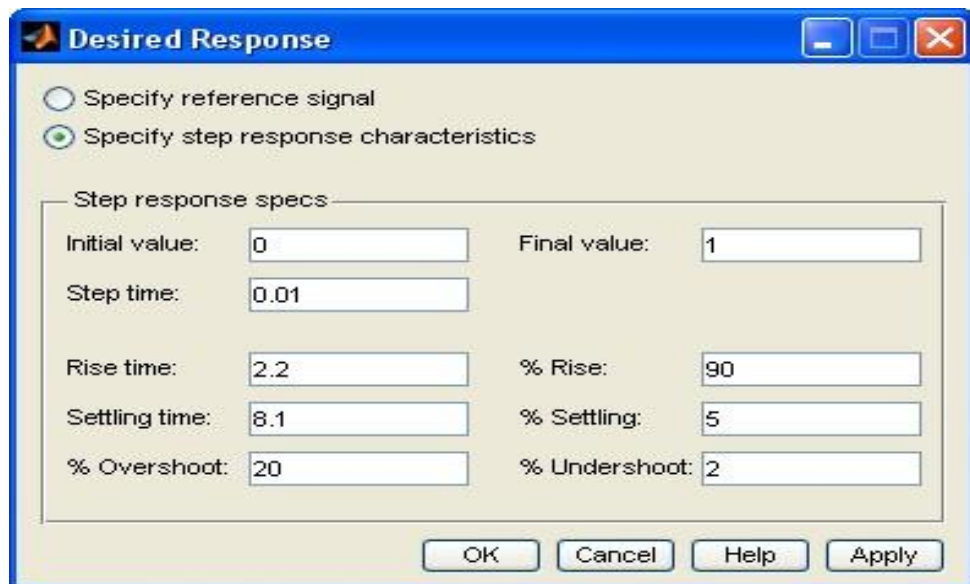 Desired Response
Specify reference signal
Specify step response characteristics
Step response specs
Initial value: 0 Final value: 1
Step time: 0.01
Rise time: 2.2 % Rise: 90
Settling time: 8.1 % Settling: 5
% Overshoot: 20 % Undershoot: 2
OK Cancel Help Apply